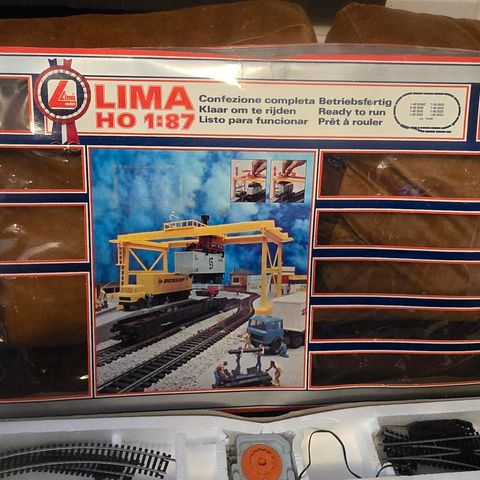 Lima
LIMA
HO 1:87
Confezione completa Betriebsfertig
Klaar om te rijden Ready to run
Listo para funcionar Prêt à rouler
DUNLOP